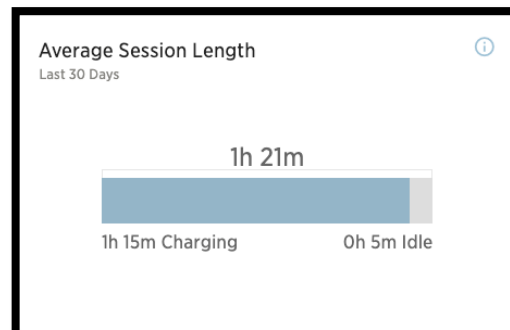 Average Session Length
Last 30 Days
1h 21m
1h 15m Charging
0h 5m Idle